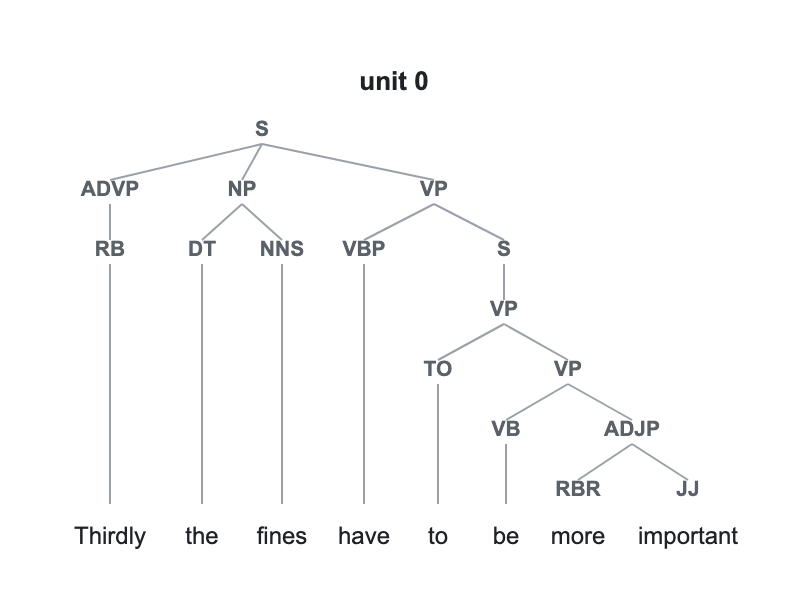 unit 0
S
ADVP NP VP
RB DT NNS VBP S
VP
TO VP
VB ADJP
RBR JJ
Thirdly the fines have to be more important